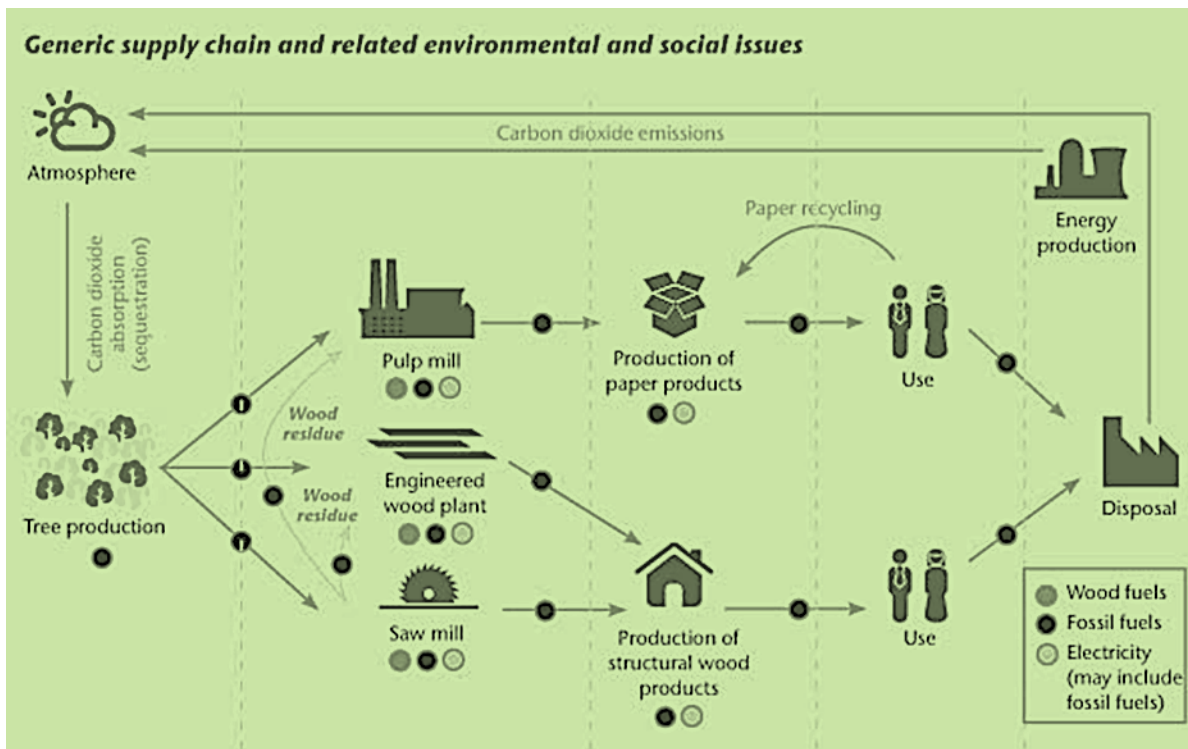 Generic supply chain and related environmental and social issues
Atmosphere
Carbon dioxide emissions
Energy
production
Paper recycling
Carbon dioxide
absorption
(sequestration)
Pulp mill
Production of
paper products
Use
Wood
residue
Engineered
wood plant
Wood
residue
Tree production
Disposal
Saw mill
Production of
structural wood
products
Use
Wood fuels
Fossil fuels
Electricity
(may include
fossil fuels)